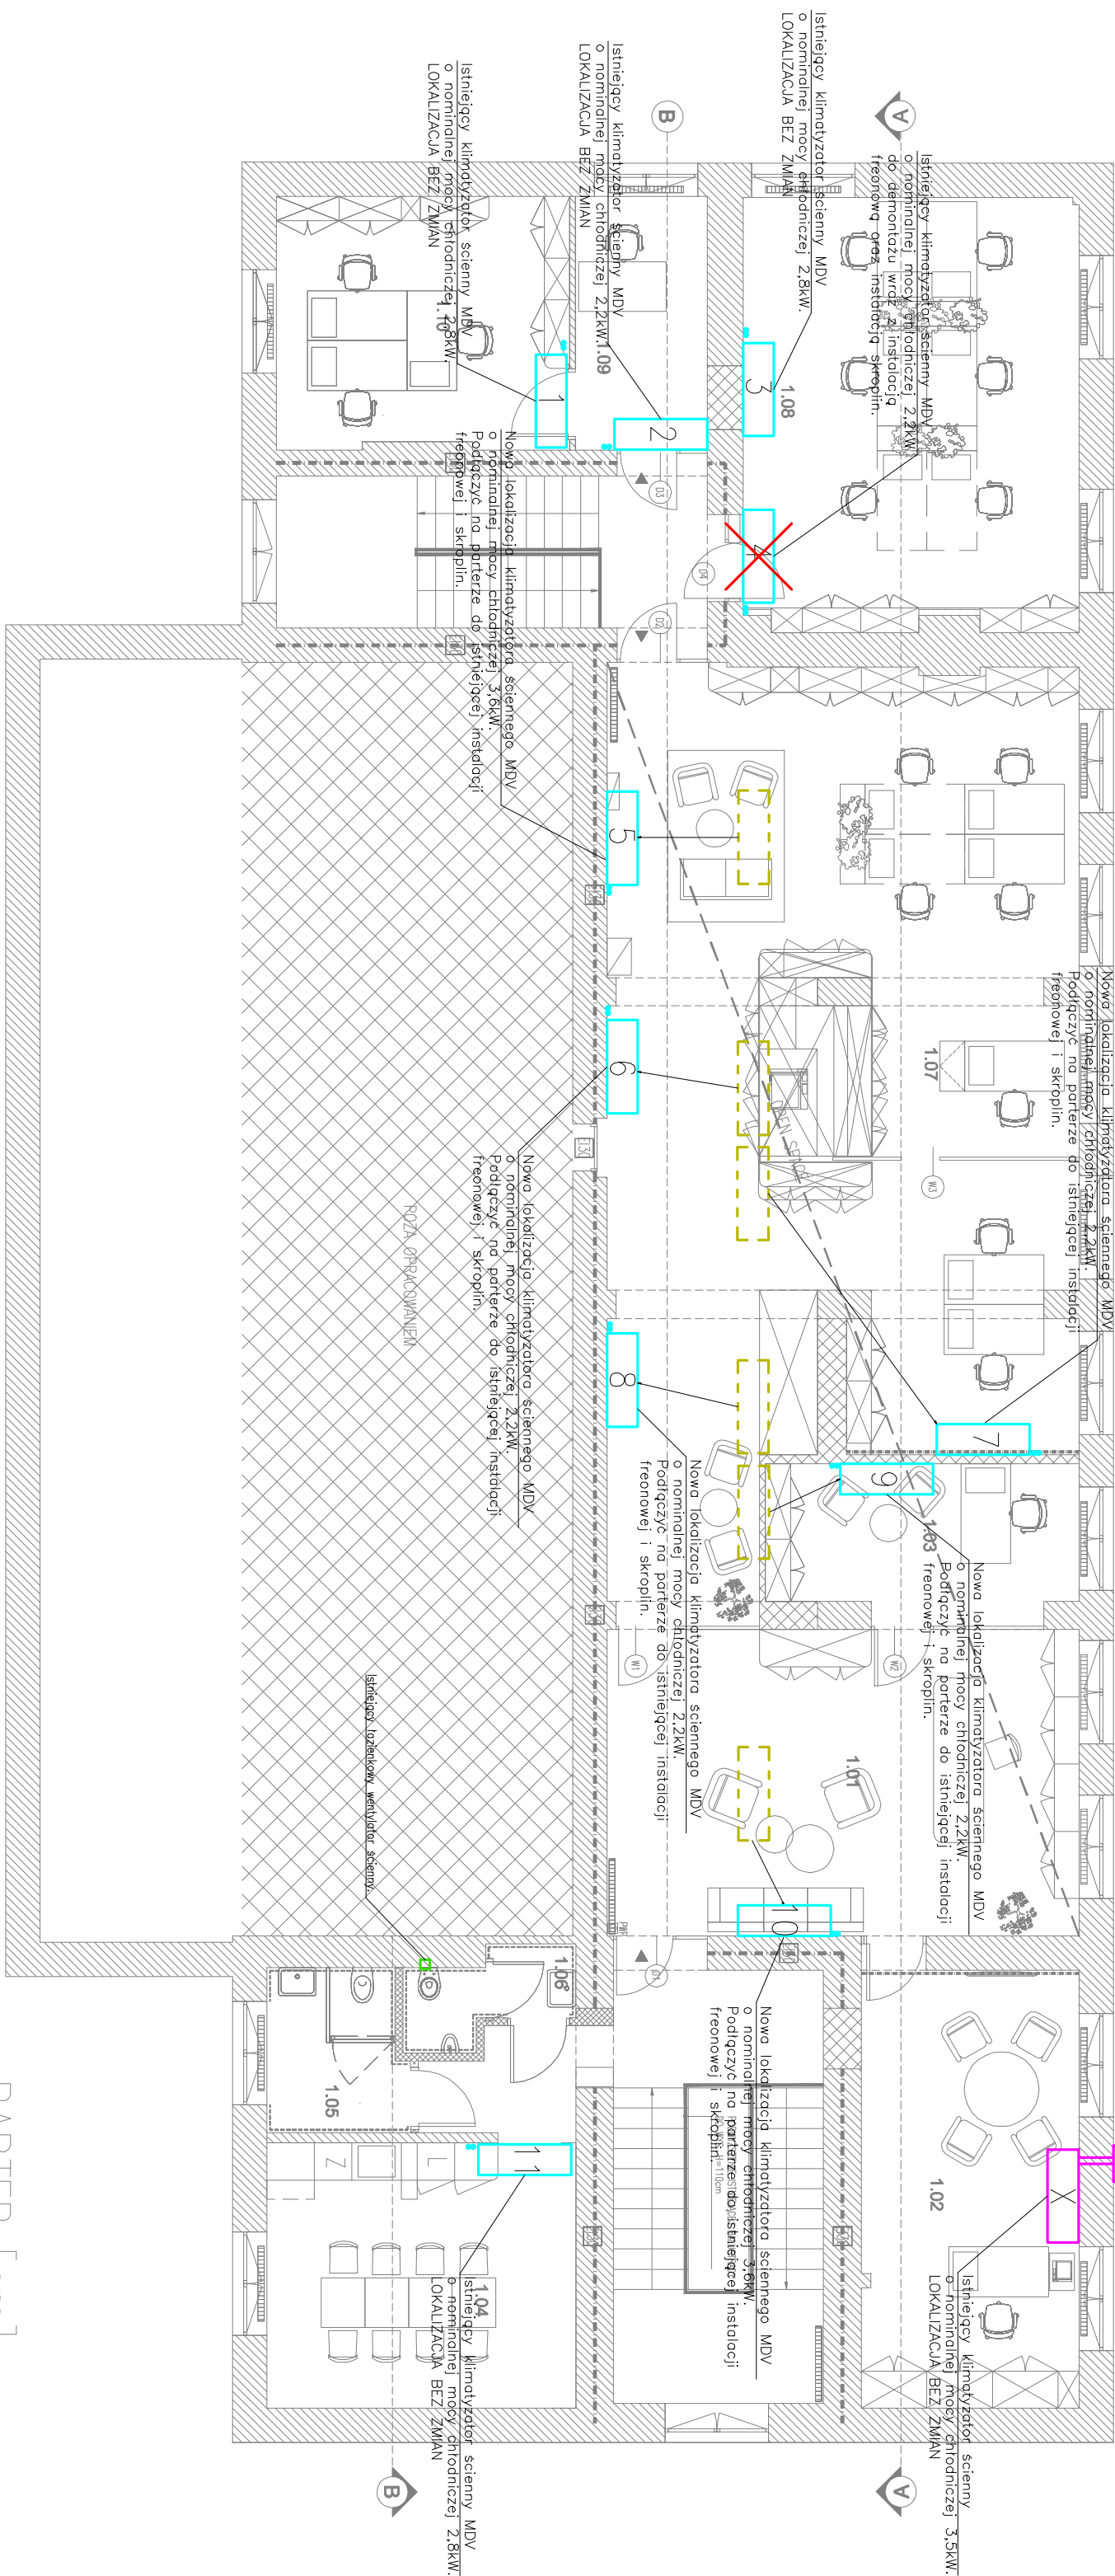 Istniejący klimatyzator ścienny MDV
o nominalnej mocy chłodniczej 2,8kW.
LOKALIZACJA BEZ ZMIAN
Istniejący klimatyzator ścienny MDV
o nominalnej mocy chłodniczej 2,2kW.
LOKALIZACJA BEZ ZMIAN
Istniejący klimatyzator ścienny MDV
o nominalnej mocy chłodniczej 2,8kW.
LOKALIZACJA BEZ ZMIAN
Istniejący klimatyzator ścienny MDV
o nominalnej mocy chłodniczej 2,2kW
do demontażu wraz z instalacją
freonową oraz instalacją skroplin.
A
B
1.10
1.09
1.08
1
2
3
4
D3
D4
D2
Nowa lokalizacja klimatyzatora ściennego MDV
o nominalnej mocy chłodniczej 3,6kW.
Podłączyć na parterze do istniejącej instalacji
freonowej i skroplin.
5
Nowa lokalizacja klimatyzatora ściennego MDV
o nominalnej mocy chłodniczej 2,2kW.
Podłączyć na parterze do istniejącej instalacji
freonowej i skroplin.
7
1.07
OPEN SPACE
W3
6
Nowa lokalizacja klimatyzatora ściennego MDV
o nominalnej mocy chłodniczej 2,2kW.
Podłączyć na parterze do istniejącej instalacji
freonowej i skroplin.
POZA OPRACOWANIEM
8
Nowa lokalizacja klimatyzatora ściennego MDV
o nominalnej mocy chłodniczej 2,2kW.
Podłączyć na parterze do istniejącej instalacji
freonowej i skroplin.
9
1.03
Nowa lokalizacja klimatyzatora ściennego MDV
o nominalnej mocy chłodniczej 2,2kW.
Podłączyć na parterze do istniejącej instalacji
freonowej i skroplin.
W1
W2
1.01
Istniejący łazienkowy wentylator ścienny.
10
D1
Nowa lokalizacja klimatyzatora ściennego MDV
o nominalnej mocy chłodniczej 3,6kW.
Podłączyć na parterze do istniejącej instalacji
freonowej i skroplin.
H=110cm
1.06
1.05
Z
L
11
1.04
Istniejący klimatyzator ścienny MDV
o nominalnej mocy chłodniczej 2,8kW.
LOKALIZACJA BEZ ZMIAN
X
1.02
Istniejący klimatyzator ścienny
o nominalnej mocy chłodniczej 3,5kW.
LOKALIZACJA BEZ ZMIAN
A
B